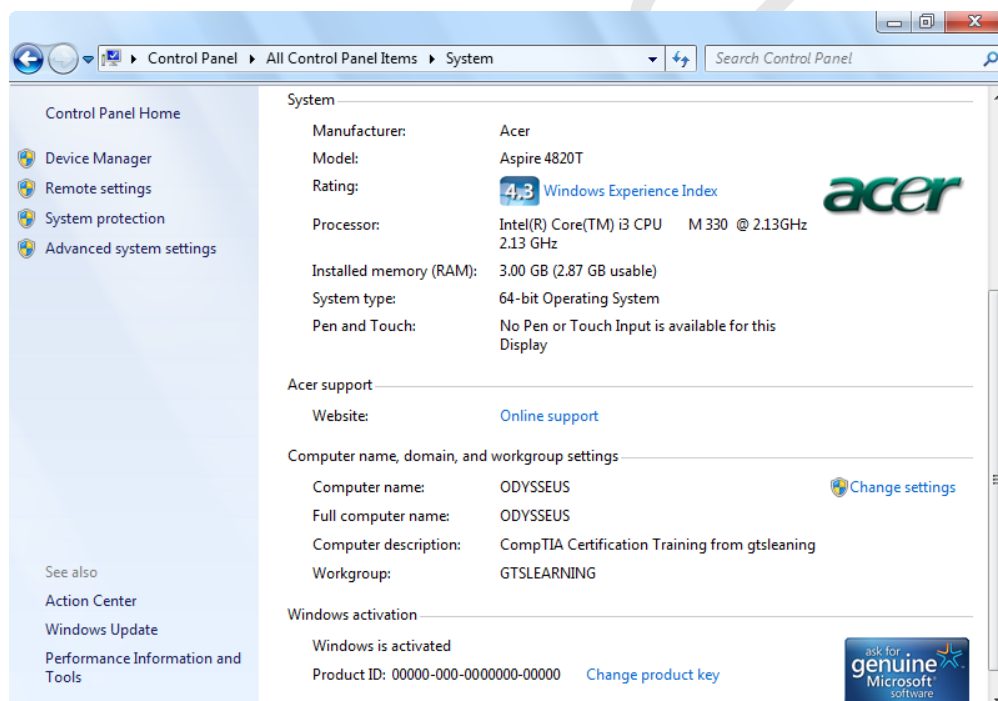 Control Panel All Control Panel Items System Search Control Panel
Control Panel Home
Device Manager
Remote settings
System protection
Advanced system settings
See also
Action Center
Windows Update
Performance Information and
Tools
System
Manufacturer: Acer
Model: Aspire 4820T
Rating: 4,3 Windows Experience Index
acer
Processor: Intel(R) Core(TM) i3 CPU M 330 @ 2.13GHz
2.13 GHz
Installed memory (RAM): 3.00 GB (2.87 GB usable)
System type: 64-bit Operating System
Pen and Touch: No Pen or Touch Input is available for this
Display
Acer support
Website: Online support
Computer name, domain, and workgroup settings
Computer name: ODYSSEUS Change settings
Full computer name: ODYSSEUS
Computer description: CompTIA Certification Training from gtsleaning
Workgroup: GTSLEARNING
Windows activation
Windows is activated
Product ID: 00000-000-0000000-00000 Change product key
ask for
genuine
Microsoft
software